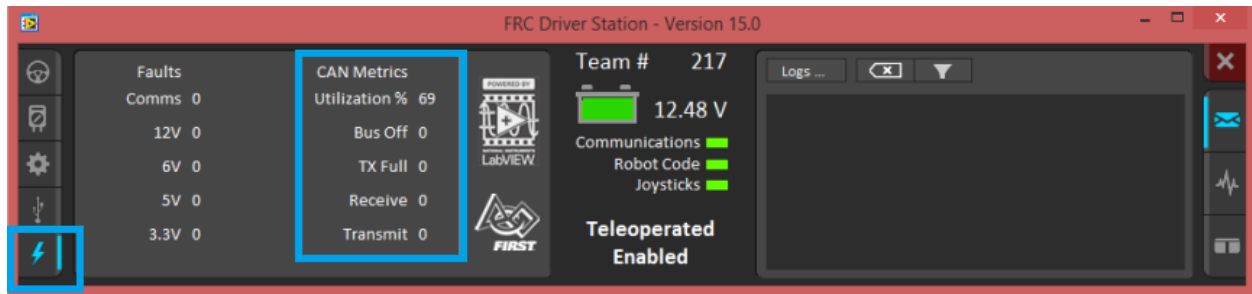 FRC Driver Station - Version 15.0
Faults
Comms 0
12V 0
6V 0
5V 0
3.3V 0
CAN Metrics
Utilization % 69
Bus Off 0
TX Full 0
Receive 0
Transmit 0
POWERED BY
NATIONAL INSTRUMENTS
LabVIEW
FIRST
Team # 217
12.48 V
Communications
Robot Code
Joysticks
Teleoperated
Enabled
Logs ...